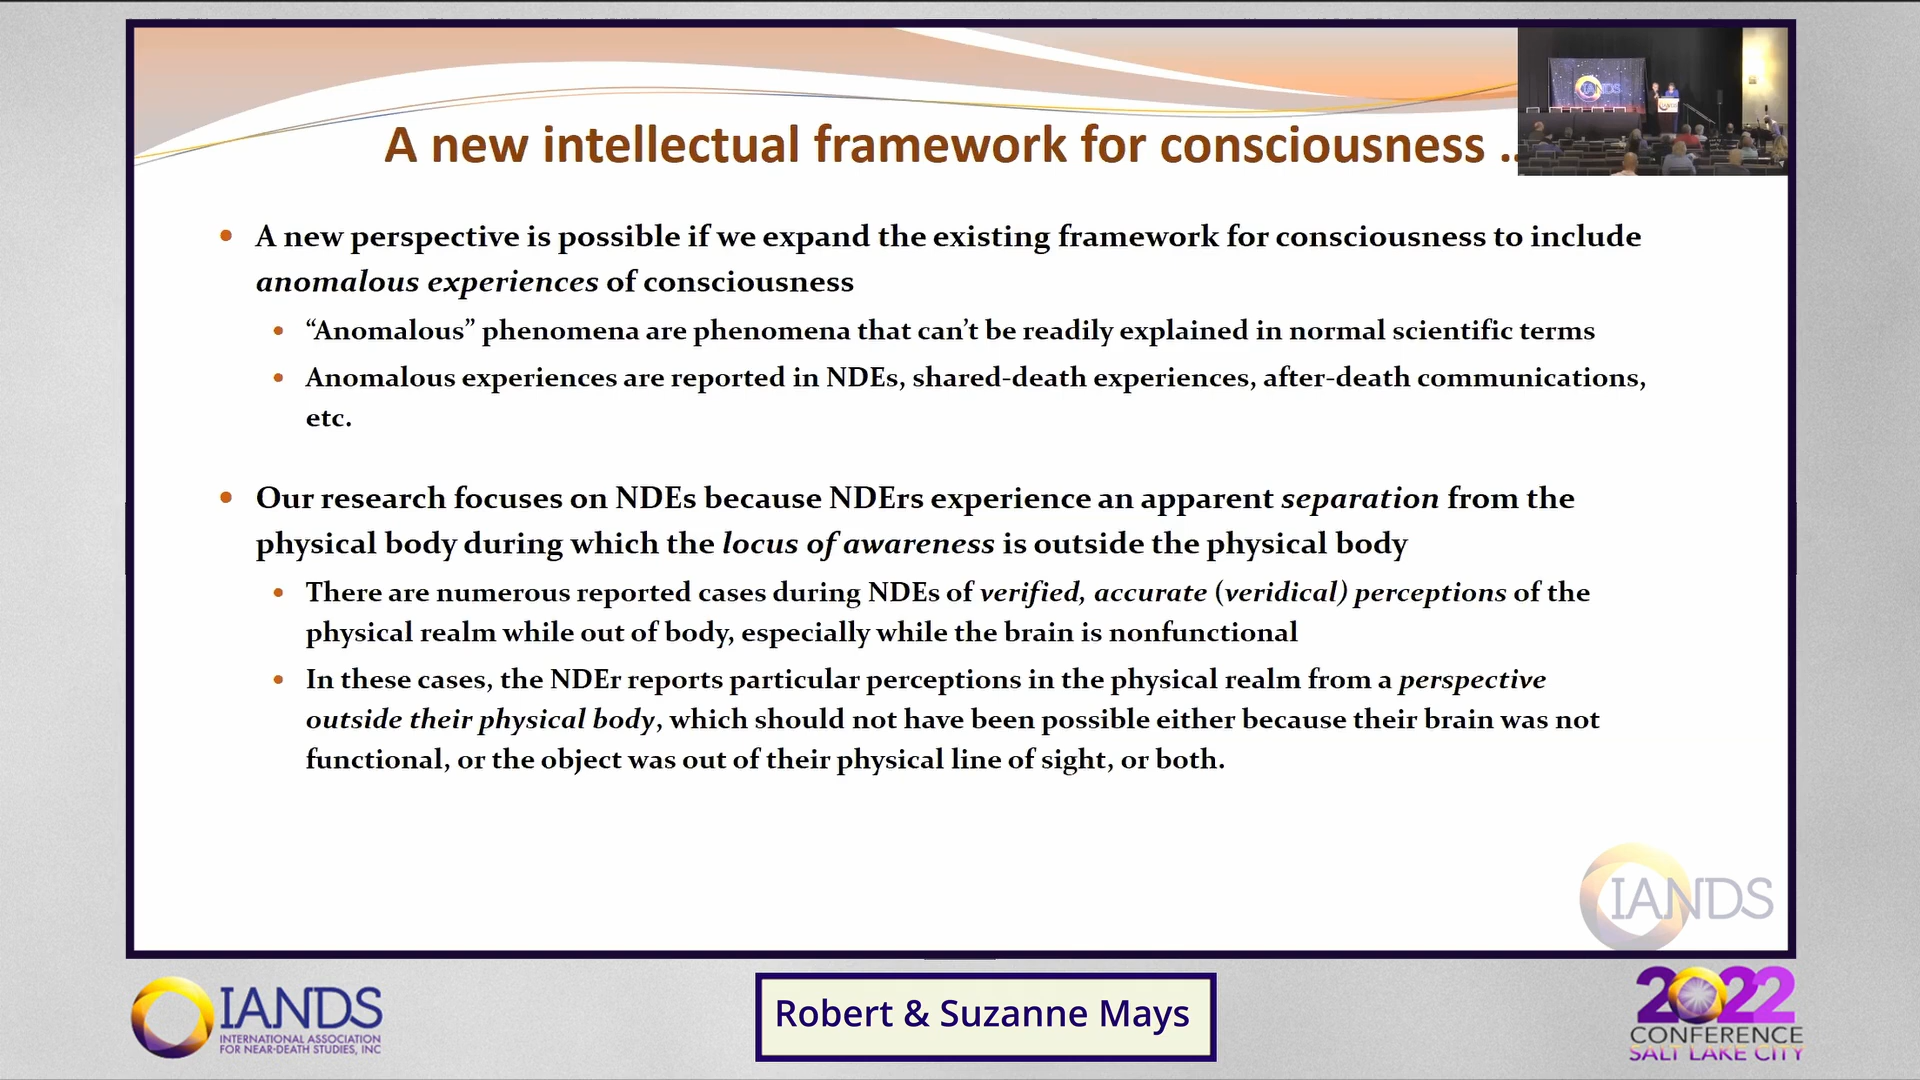 A new intellectual framework for consciousness ..
IANDS
• A new perspective is possible if we expand the existing framework for consciousness to include
anomalous experiences of consciousness
• “Anomalous” phenomena are phenomena that can’t be readily explained in normal scientific terms
• Anomalous experiences are reported in NDEs, shared-death experiences, after-death communications,
etc.
• Our research focuses on NDEs because NDErs experience an apparent separation from the
physical body during which the locus of awareness is outside the physical body
• There are numerous reported cases during NDEs of verified, accurate (veridical) perceptions of the
physical realm while out of body, especially while the brain is nonfunctional
• In these cases, the NDEr reports particular perceptions in the physical realm from a perspective
outside their physical body, which should not have been possible either because their brain was not
functional, or the object was out of their physical line of sight, or both.
IANDS
IANDS
INTERNATIONAL ASSOCIATION
FOR NEAR-DEATH STUDIES, INC
Robert & Suzanne Mays
2022
CONFERENCE
SALT LAKE CITY